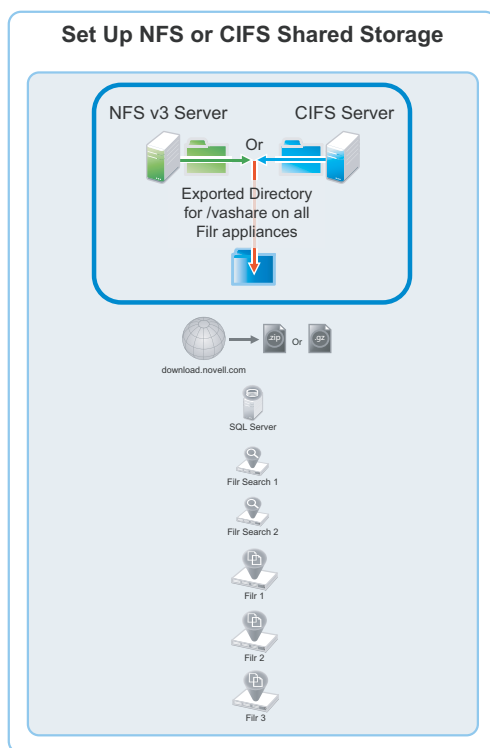 Set Up NFS or CIFS Shared Storage
NFS v3 Server
CIFS Server
Or
Exported Directory
for /vashare on all
Filr appliances
.zip
Or
.gz
download.novell.com
SQL Server
Filr Search 1
Filr Search 2
Filr 1
Filr 2
Filr 3